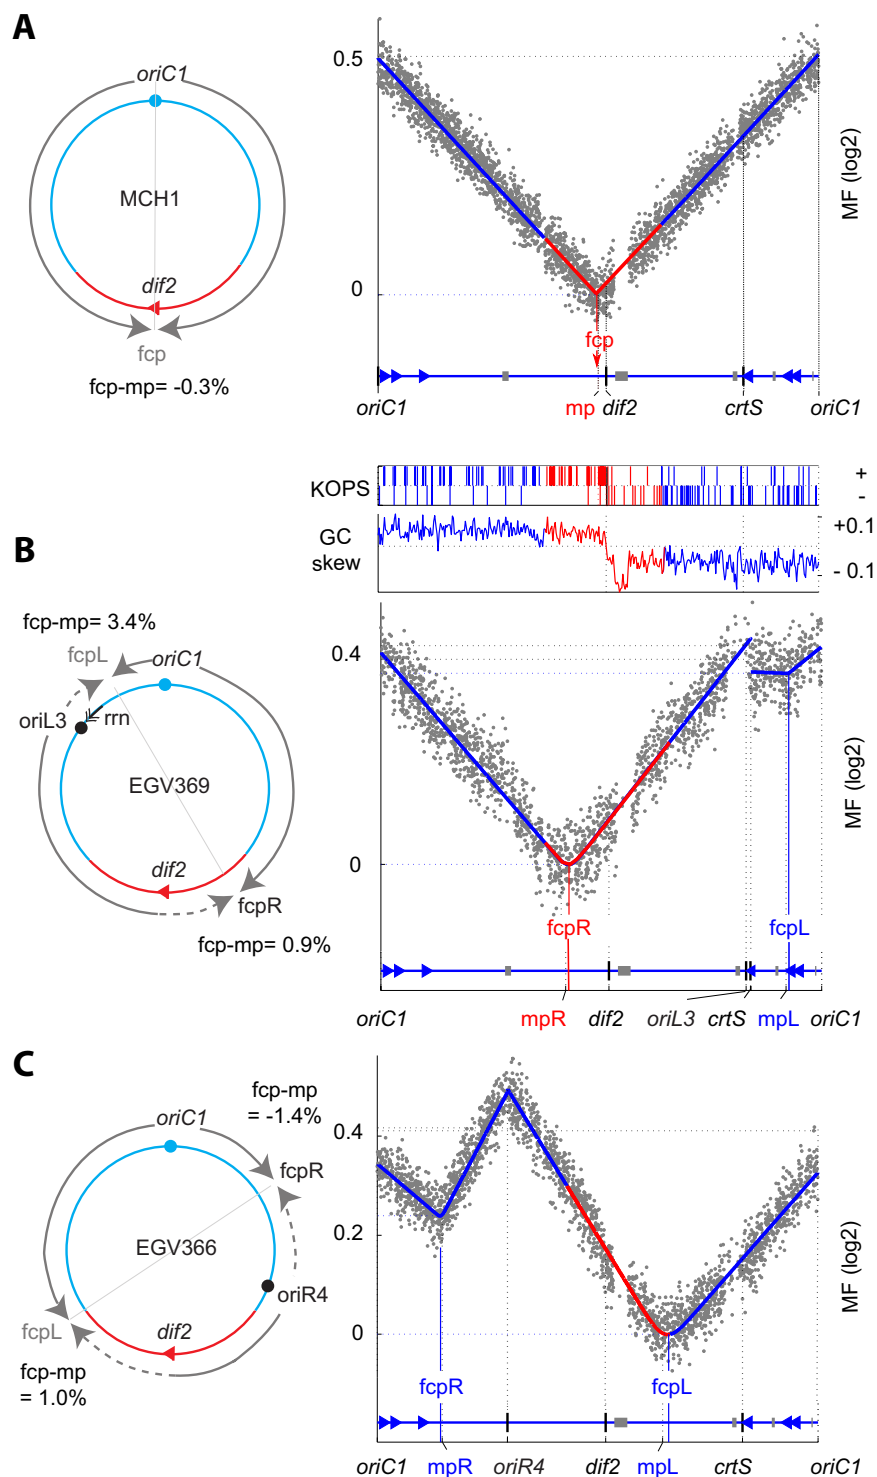 A
oriC1
MCH1
dif2
fcp
fcp-mp= -0.3%
0.5
0
MF (log2)
fcp
oriC1 mp dif2 crtS oriC1
KOPS
+
-
GC
skew
+0.1
- 0.1
B
fcp-mp= 3.4%
fcpL
oriC1
oriL3
rrn
EGV369
dif2
fcpR
fcp-mp= 0.9%
0.4
0
MF (log2)
fcpR
fcpL
oriC1 mpR dif2 oriL3 crtS mpL oriC1
C
fcp-mp
= -1.4%
oriC1
fcpR
EGV366
oriR4
fcpL
dif2
fcp-mp
= 1.0%
0.4
0.2
0
MF (log2)
fcpR
fcpL
oriC1 mpR oriR4 dif2 mpL crtS oriC1